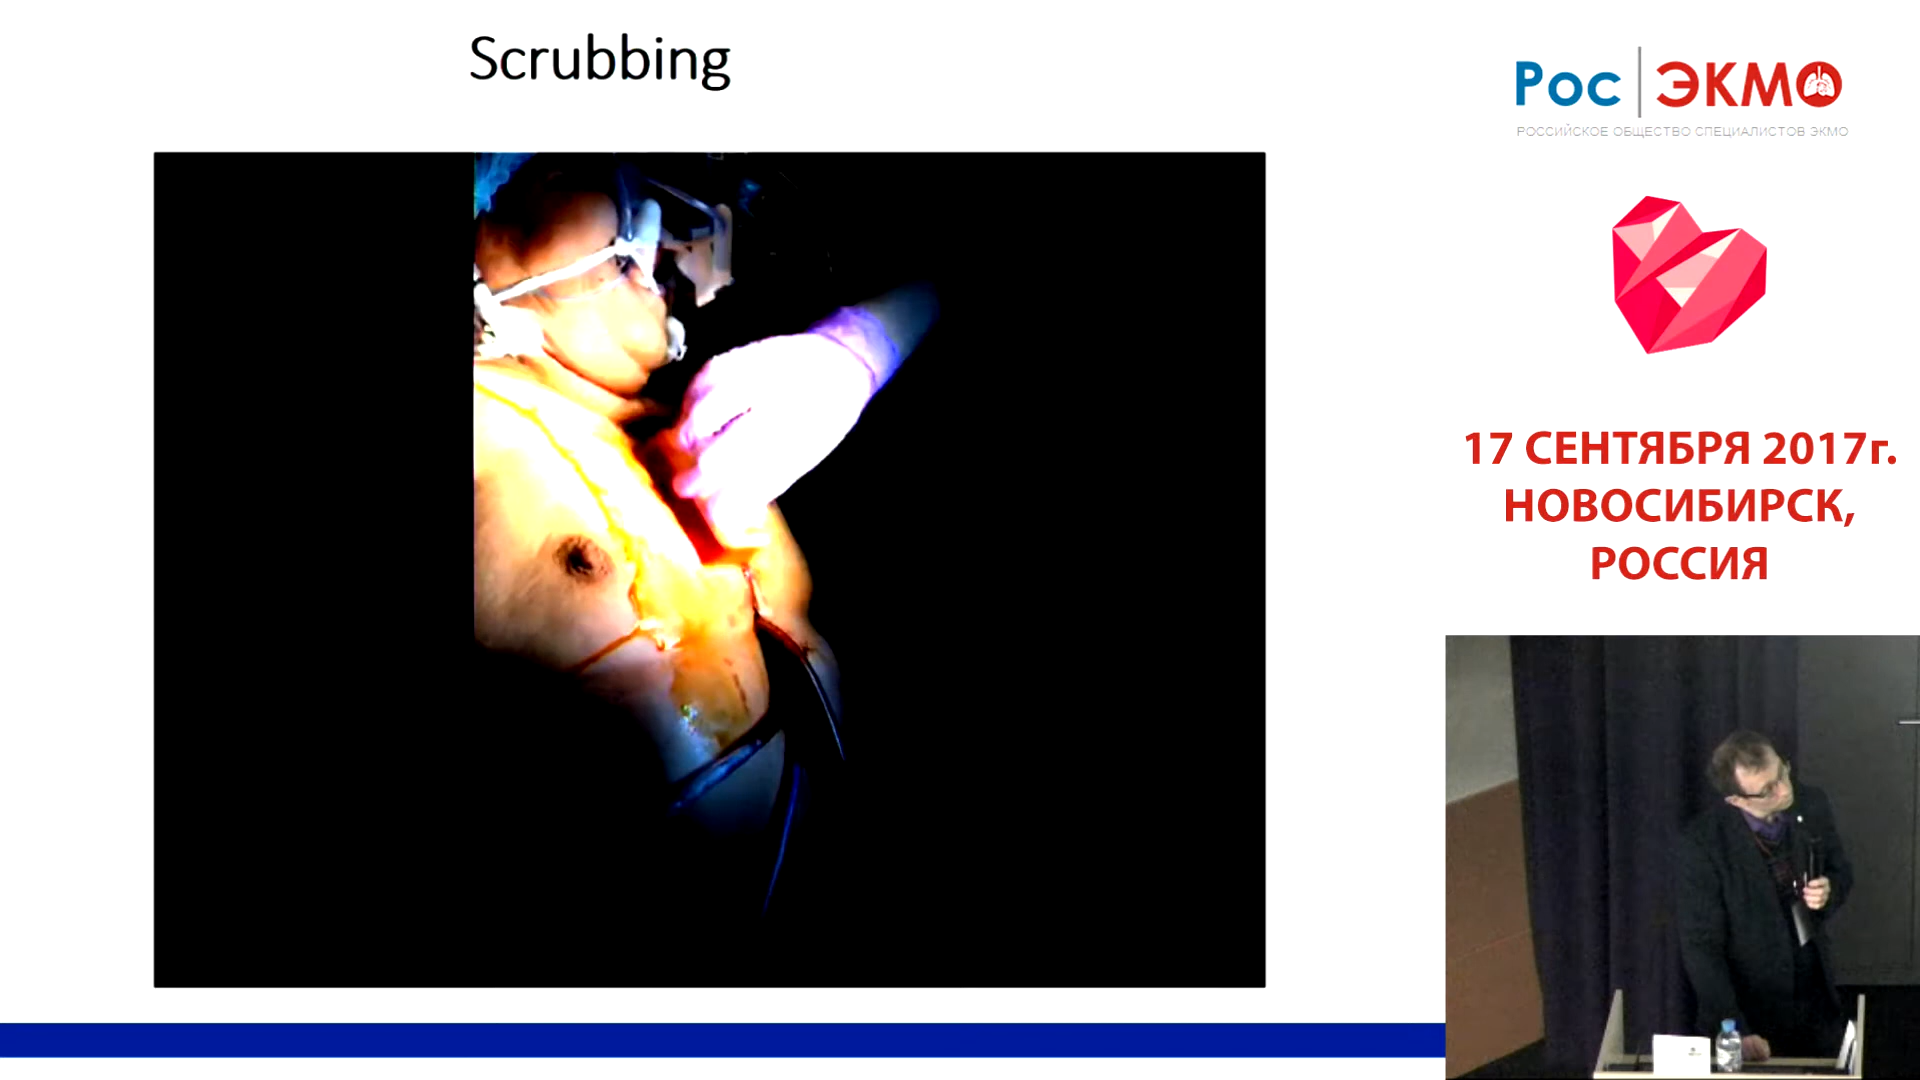 Scrubbing
Рос ЭКМО
РОССИЙСКОЕ ОБЩЕСТВО СПЕЦИАЛИСТОВ ЭКМО
17 СЕНТЯБРЯ 2017г.
НОВОСИБИРСК,
РОССИЯ